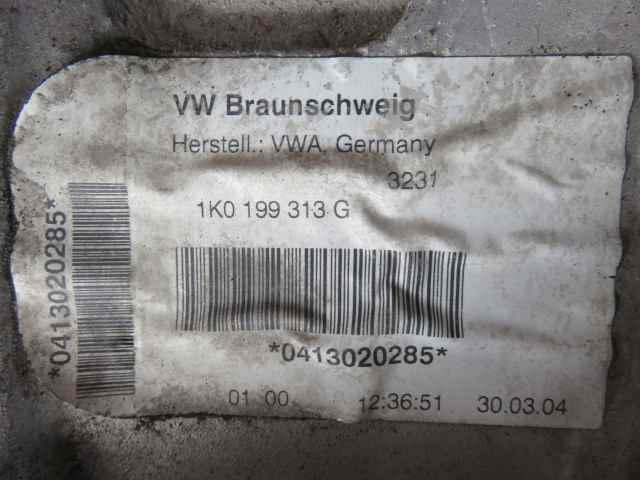 VW Braunschweig
Herstell.: VWA, Germany
3231
1K0 199 313 G
*0413020285*
*0413020285*
01 00 12:36:51 30.03.04